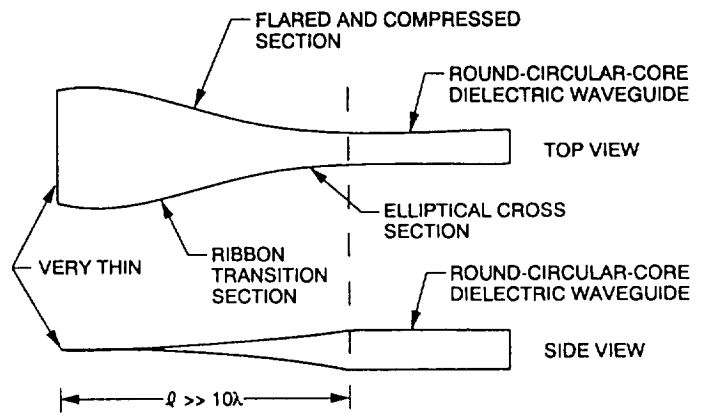 FLARED AND COMPRESSED
SECTION
ROUND-CIRCULAR-CORE
DIELECTRIC WAVEGUIDE
TOP VIEW
ELLIPTICAL CROSS
SECTION
RIBBON
TRANSITION
SECTION
VERY THIN
ROUND-CIRCULAR-CORE
DIELECTRIC WAVEGUIDE
SIDE VIEW
ℓ >> 10λ